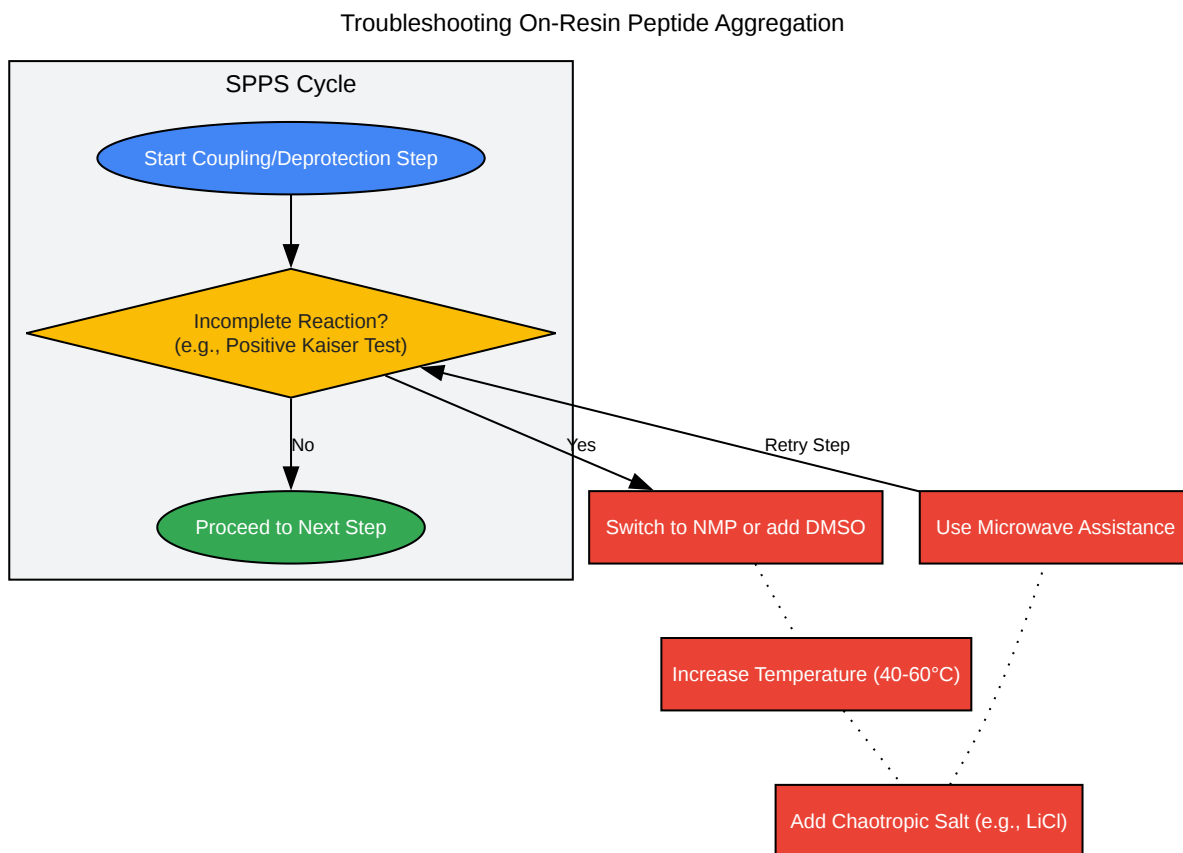 Troubleshooting On-Resin Peptide Aggregation
SPPS Cycle
Start Coupling/Deprotection Step
Incomplete Reaction?
(e.g., Positive Kaiser Test)
No
Yes
Retry Step
Proceed to Next Step
Switch to NMP or add DMSO
Use Microwave Assistance
Increase Temperature (40-60°C)
Add Chaotropic Salt (e.g., LiCl)